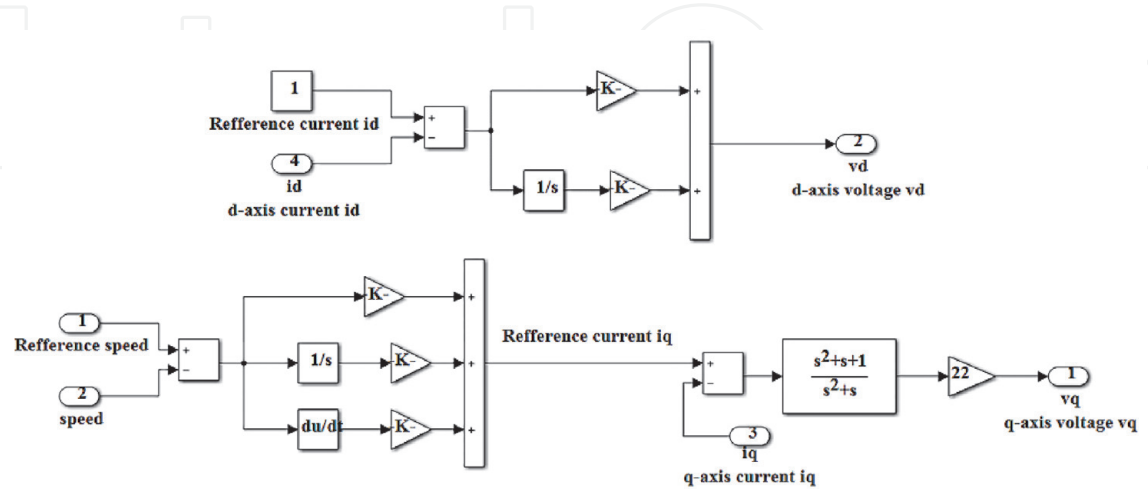 1
Refference current id
+
−
4
id
d-axis current id
-K-
1/s
-K-
+
+
2
vd
d-axis voltage vd
1
Refference speed
2
speed
+
−
-K-
1/s
-K-
du/dt
-K-
+
+
+
Refference current iq
+
−
3
iq
q-axis current iq
s²+s+1
s²+s
22
1
vq
q-axis voltage vq